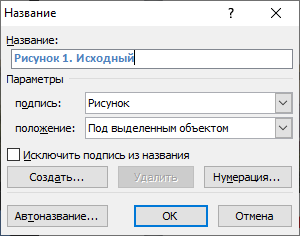 Название
Название:
Рисунок 1. Исходный
Параметры
подпись: Рисунок
положение: Под выделенным объектом
Исключить подпись из названия
Создать... Удалить Нумерация...
Автоназвание... ОК Отмена